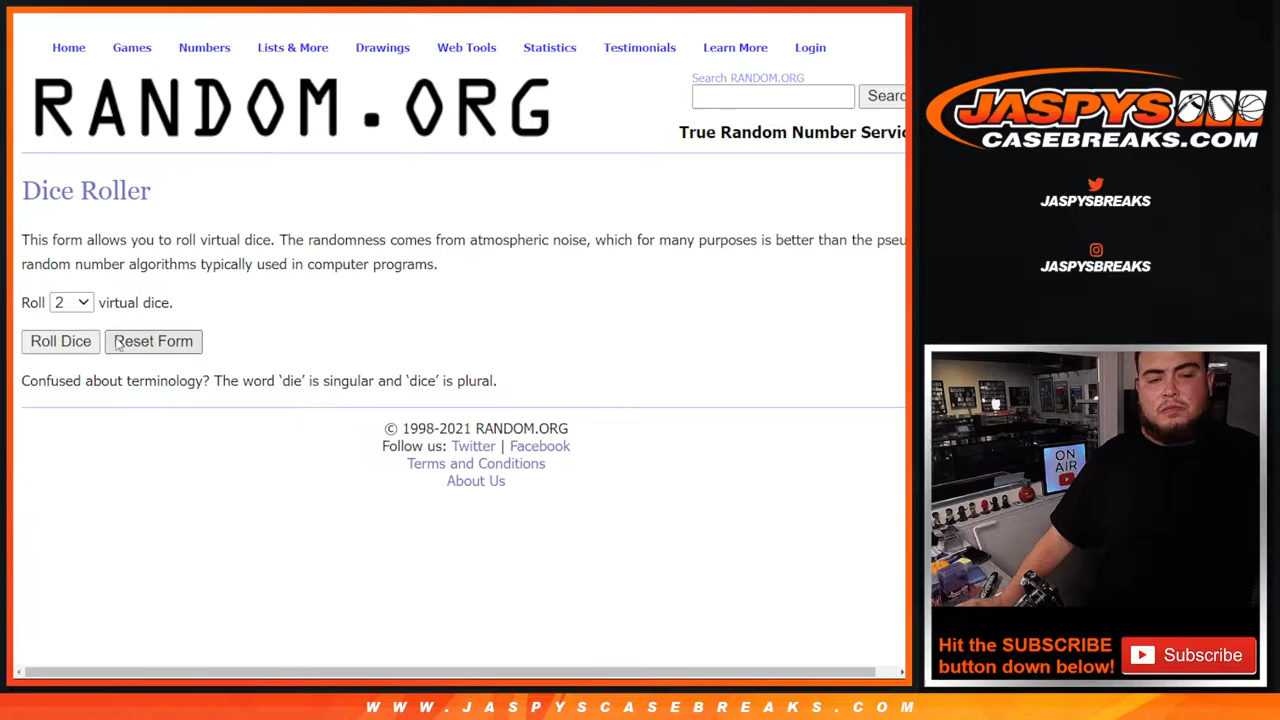 Home Games Numbers Lists & More Drawings Web Tools Statistics Testimonials Learn More Login
RANDOM.ORG
Search RANDOM.ORG
Searc
True Random Number Servic
Dice Roller
This form allows you to roll virtual dice. The randomness comes from atmospheric noise, which for many purposes is better than the pseu
random number algorithms typically used in computer programs.
Roll 2 virtual dice.
Roll Dice Reset Form
Confused about terminology? The word ‘die’ is singular and ‘dice’ is plural.
© 1998-2021 RANDOM.ORG
Follow us: Twitter | Facebook
Terms and Conditions
About Us
JASPYS
CASEBREAKS.COM
JASPYSBREAKS
JASPYSBREAKS
ON
AIR
Hit the SUBSCRIBE
button down below!
Subscribe
WWW.JASPYSCASEBREAKS.COM